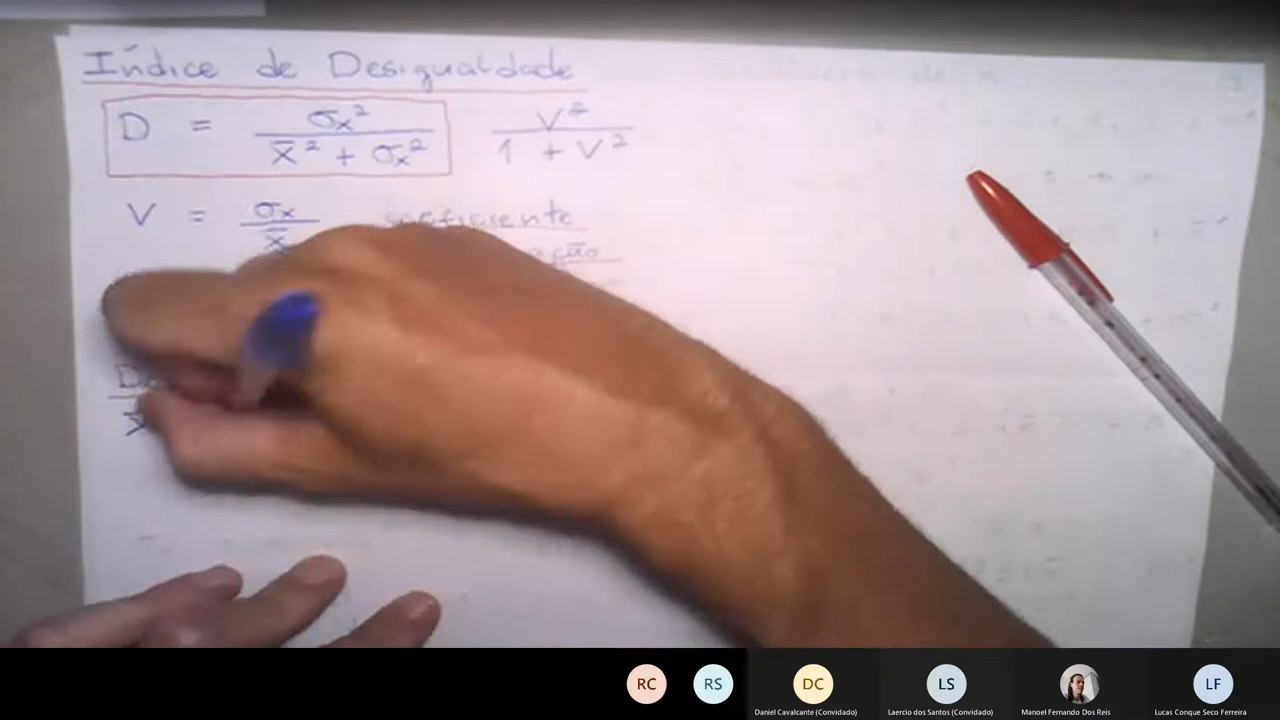 Índice de Desigualdade
D = σx² / x̄² + σx² V² / 1 + V²
V = σx / x̄ coeficiente
ação
D
RC RS DC LS LF
Daniel Cavalcante (Convidado) Laercio dos Santos (Convidado) Manoel Fernando Dos Reis Lucas Conque Seco Ferreira